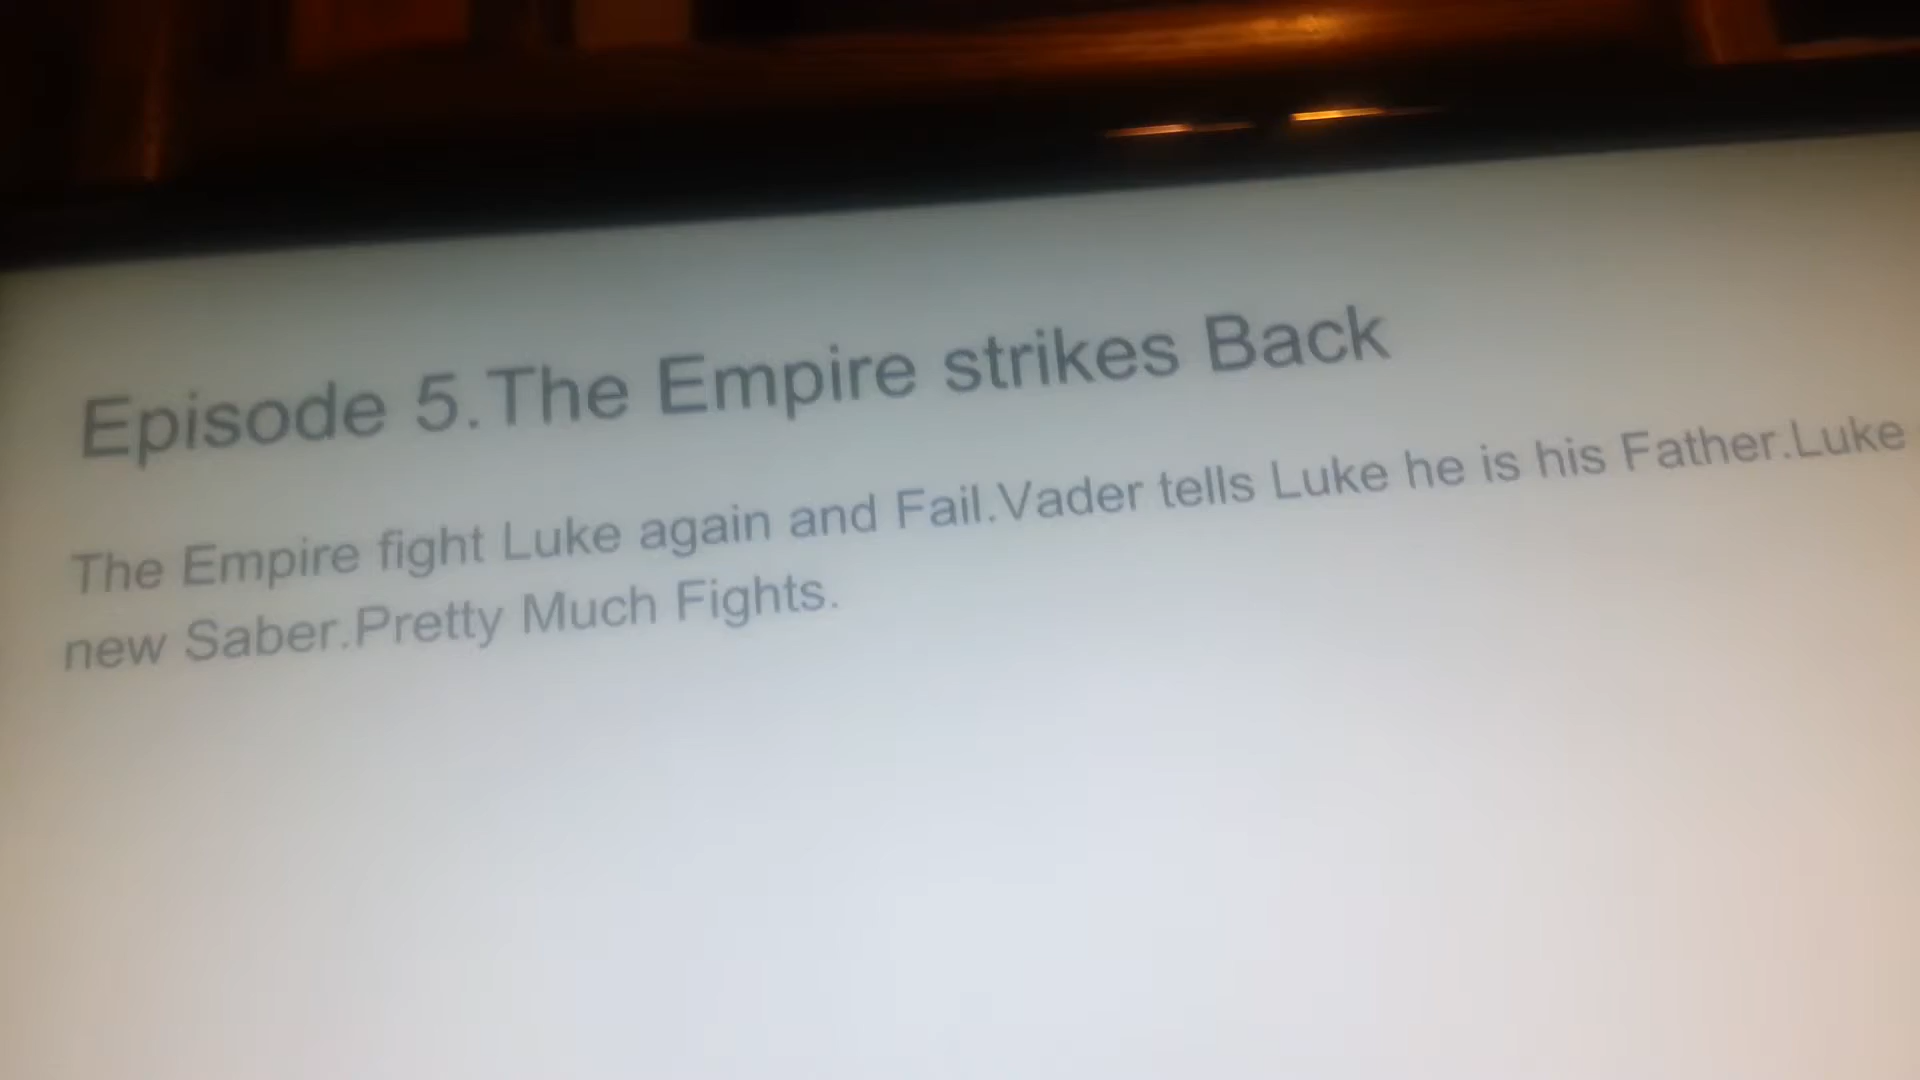 Episode 5.The Empire strikes Back
The Empire fight Luke again and Fail.Vader tells Luke he is his Father.Luke
new Saber.Pretty Much Fights.